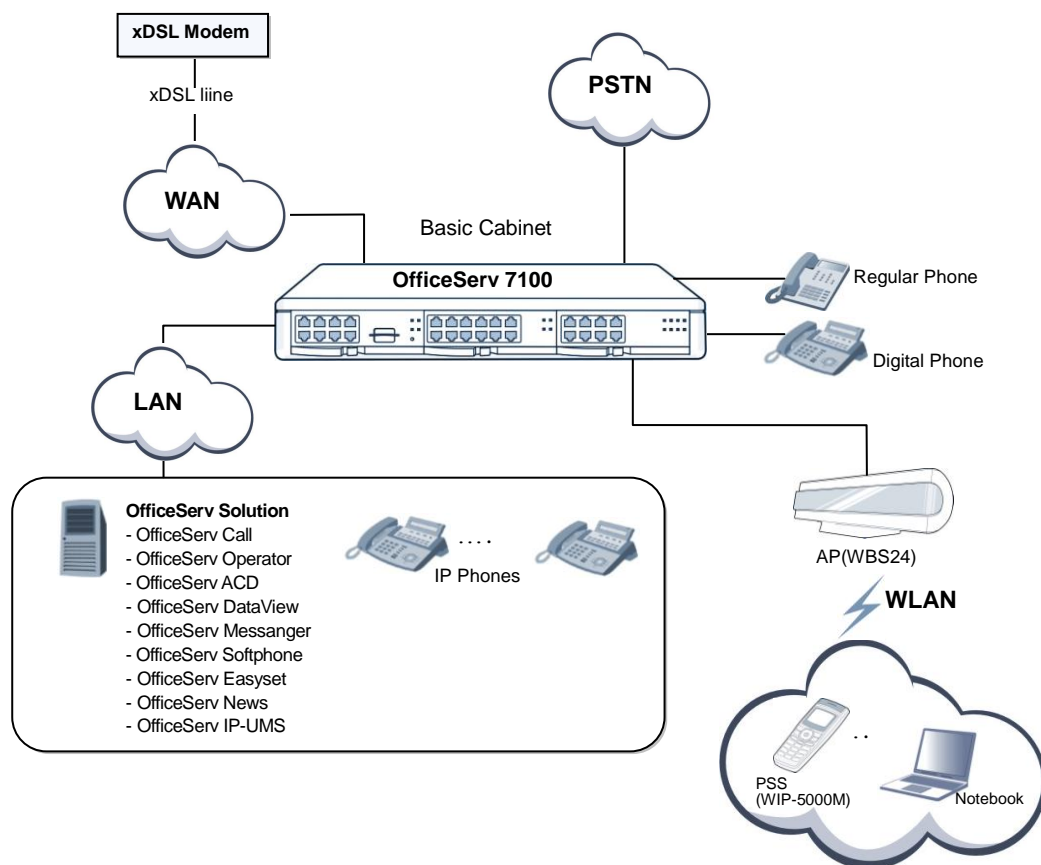 xDSL Modem
xDSL liine
WAN
PSTN
Basic Cabinet
OfficeServ 7100
Regular Phone
Digital Phone
LAN
OfficeServ Solution
- OfficeServ Call
- OfficeServ Operator
- OfficeServ ACD
- OfficeServ DataView
- OfficeServ Messanger
- OfficeServ Softphone
- OfficeServ Easyset
- OfficeServ News
- OfficeServ IP-UMS
. . . .
IP Phones
AP(WBS24)
WLAN
. .
PSS
(WIP-5000M)
Notebook